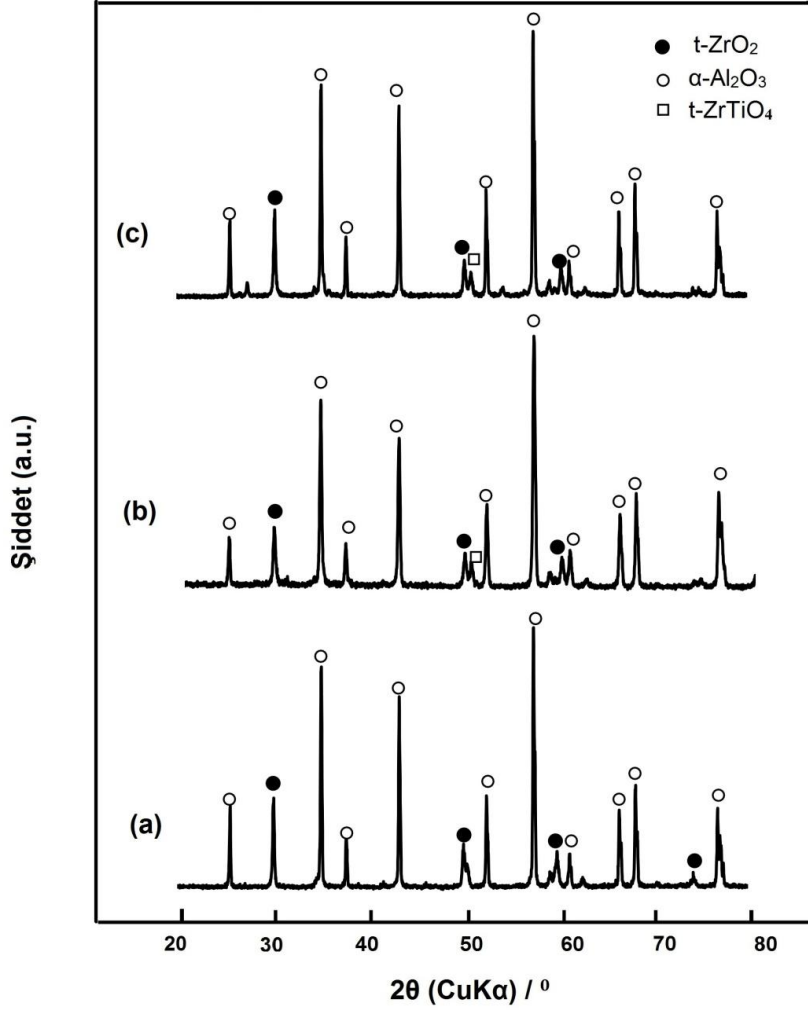 t-ZrO₂
α-Al₂O₃
t-ZrTiO₄
(c)
(b)
(a)
Şiddet (a.u.)
20 30 40 50 60 70 80
2θ (CuKα) / ⁰